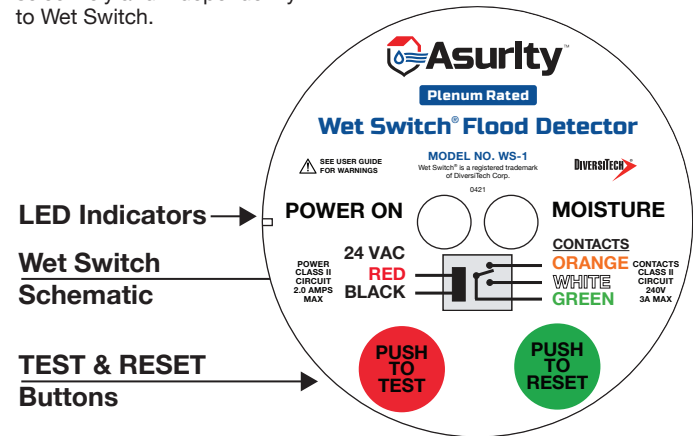 to Wet Switch.
Asurity™
Plenum Rated
Wet Switch® Flood Detector
SEE USER GUIDE
FOR WARNINGS
MODEL NO. WS-1
Wet Switch® is a registered trademark
of DiversiTech Corp.
DIVERSITECH®
0421
LED Indicators
POWER ON
MOISTURE
Wet Switch
Schematic
POWER
CLASS II
CIRCUIT
2.0 AMPS
MAX
24 VAC
RED
BLACK
CONTACTS
ORANGE
WHITE
GREEN
CONTACTS
CLASS II
CIRCUIT
240V
3A MAX
TEST & RESET
Buttons
PUSH
TO
TEST
PUSH
TO
RESET